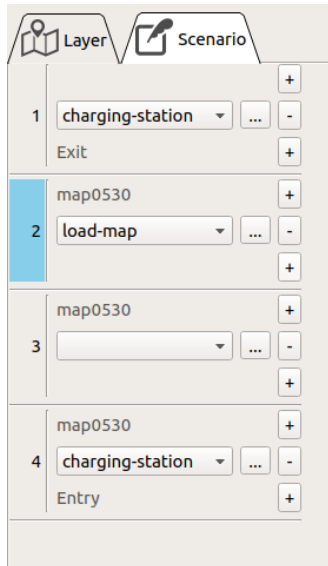 Layer Scenario
+
1 charging-station ... -
Exit +
map0530 +
2 load-map ... -
+
map0530 +
3 ... -
+
map0530 +
4 charging-station ... -
Entry +